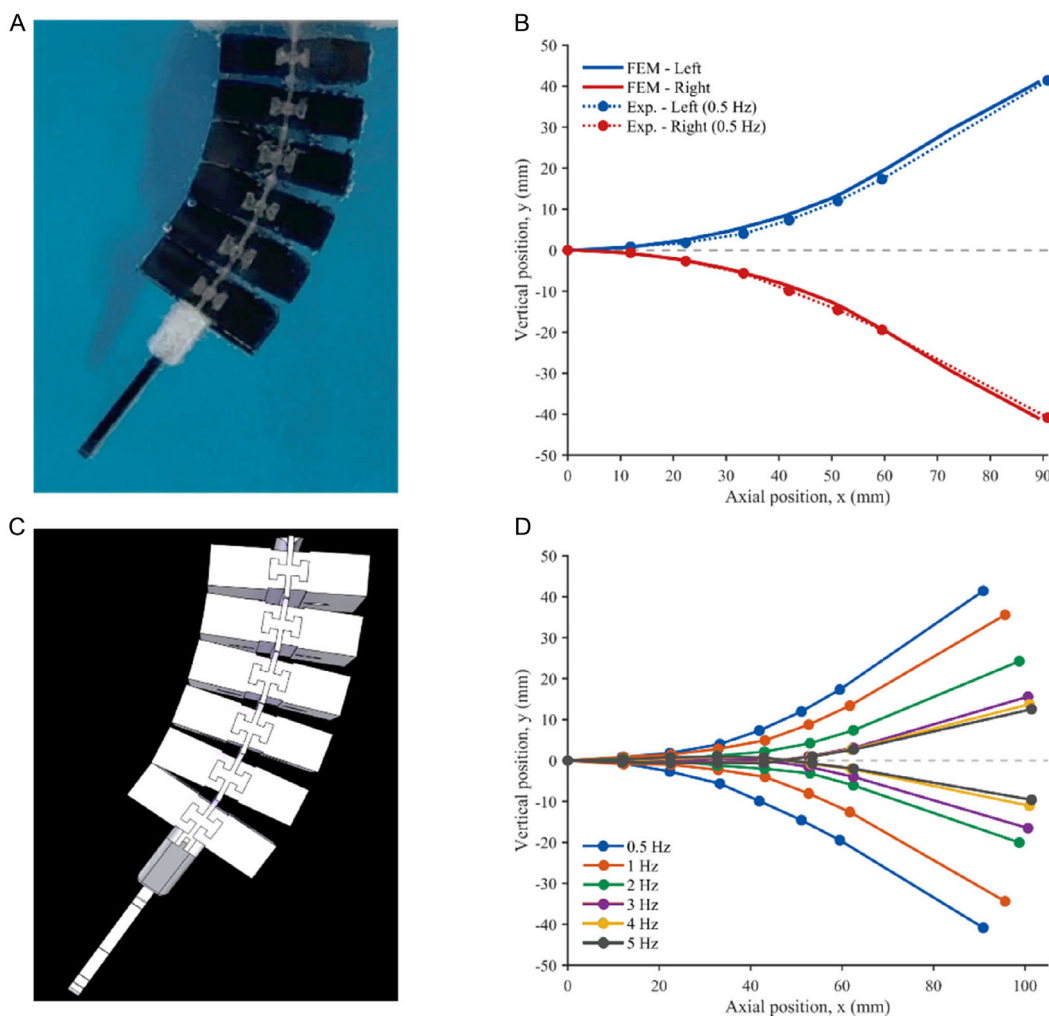 A
B
50
40
30
20
10
0
-10
-20
-30
-40
-50
Vertical position, y (mm)
FEM - Left
FEM - Right
Exp. - Left (0.5 Hz)
Exp. - Right (0.5 Hz)
0 10 20 30 40 50 60 70 80 90
Axial position, x (mm)
C
D
50
40
30
20
10
0
-10
-20
-30
-40
-50
Vertical position, y (mm)
0.5 Hz
1 Hz
2 Hz
3 Hz
4 Hz
5 Hz
0 20 40 60 80 100
Axial position, x (mm)